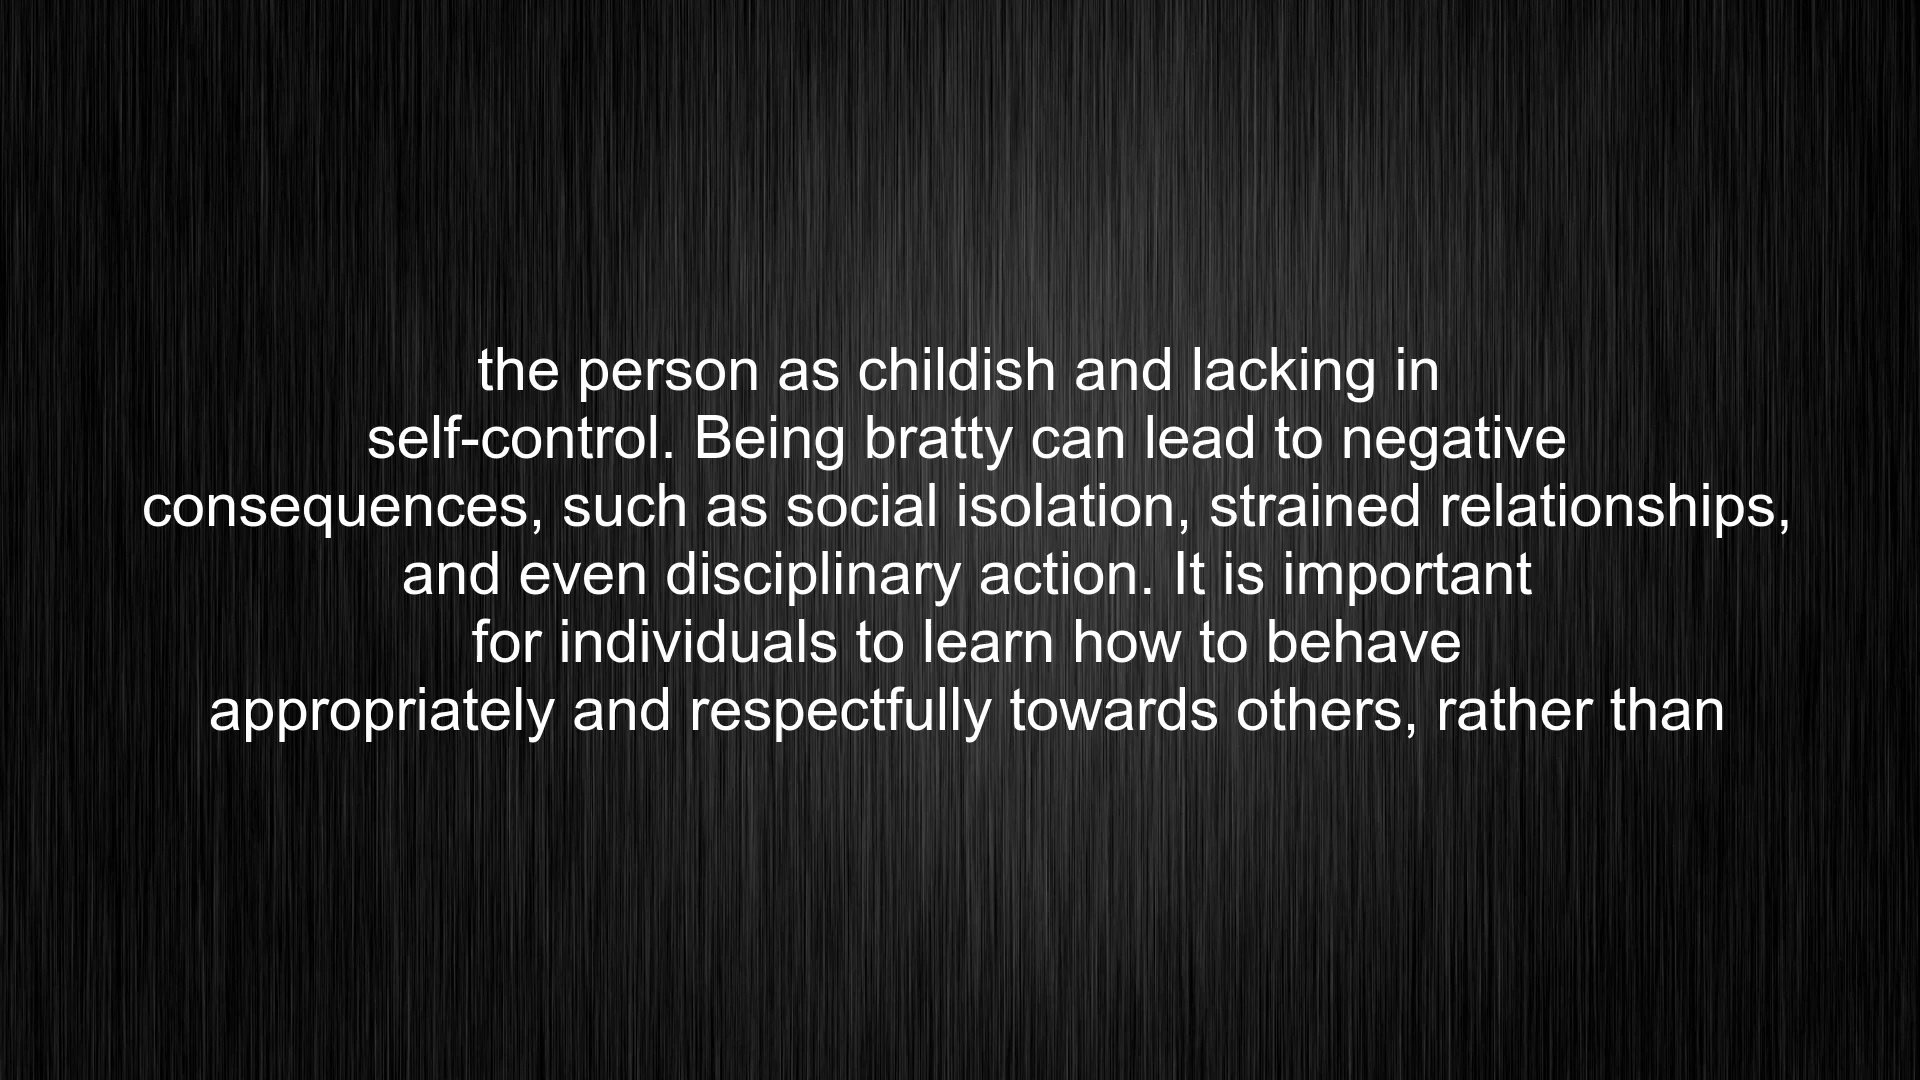 the person as childish and lacking in
self-control. Being bratty can lead to negative
consequences, such as social isolation, strained relationships,
and even disciplinary action. It is important
for individuals to learn how to behave
appropriately and respectfully towards others, rather than